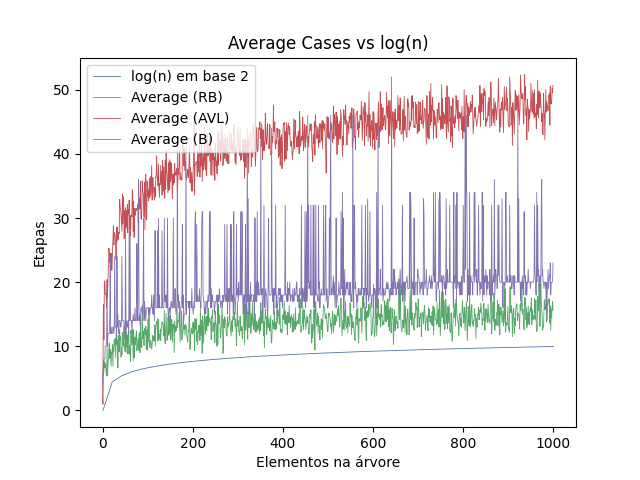 Average Cases vs log(n)
log(n) em base 2
Average (RB)
Average (AVL)
Average (B)
50
40
30
20
10
0
Etapas
0 200 400 600 800 1000
Elementos na árvore